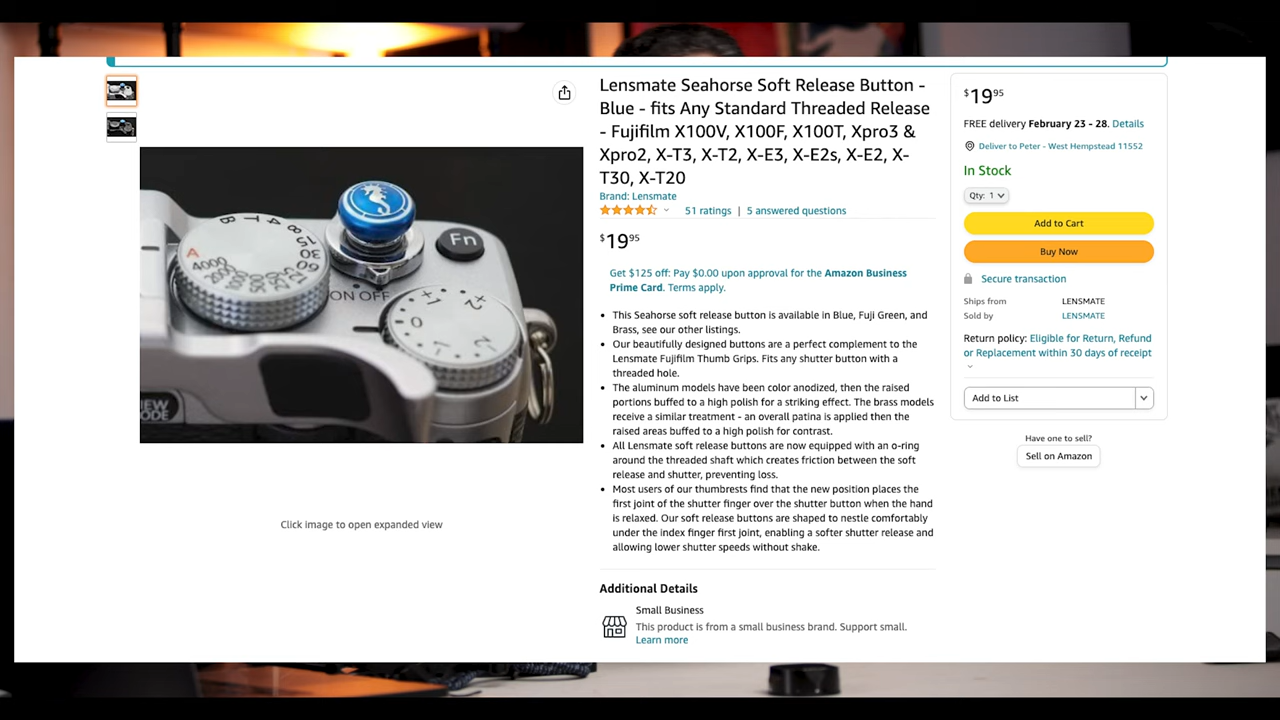 Lensmate Seahorse Soft Release Button -
Blue - fits Any Standard Threaded Release
- Fujifilm X100V, X100F, X100T, Xpro3 &
Xpro2, X-T3, X-T2, X-E3, X-E2s, X-E2, X-
T30, X-T20
Brand: Lensmate
51 ratings | 5 answered questions
$19 95
Get $125 off: Pay $0.00 upon approval for the Amazon Business
Prime Card. Terms apply.
• This Seahorse soft release button is available in Blue, Fuji Green, and
Brass, see our other listings.
• Our beautifully designed buttons are a perfect complement to the
Lensmate Fujifilm Thumb Grips. Fits any shutter button with a
threaded hole.
• The aluminum models have been color anodized, then the raised
portions buffed to a high polish for a striking effect. The brass models
receive a similar treatment - an overall patina is applied then the
raised areas buffed to a high polish for contrast.
• All Lensmate soft release buttons are now equipped with an o-ring
around the threaded shaft which creates friction between the soft
release and shutter, preventing loss.
• Most users of our thumbrests find that the new position places the
first joint of the shutter finger over the shutter button when the hand
is relaxed. Our soft release buttons are shaped to nestle comfortably
under the index finger first joint, enabling a softer shutter release and
allowing lower shutter speeds without shake.
Additional Details
Small Business
This product is from a small business brand. Support small.
Learn more
$19 95
FREE delivery February 23 - 28. Details
Deliver to Peter - West Hempstead 11552
In Stock
Qty: 1
Add to Cart
Buy Now
Secure transaction
Ships from LENSMATE
Sold by LENSMATE
Return policy: Eligible for Return, Refund
or Replacement within 30 days of receipt
Add to List
Have one to sell?
Sell on Amazon
A
4000
B
T
4
8
15
30
60
ON OFF
Fn
+1
+2
0
1
2
VIEW
MODE
Click image to open expanded view